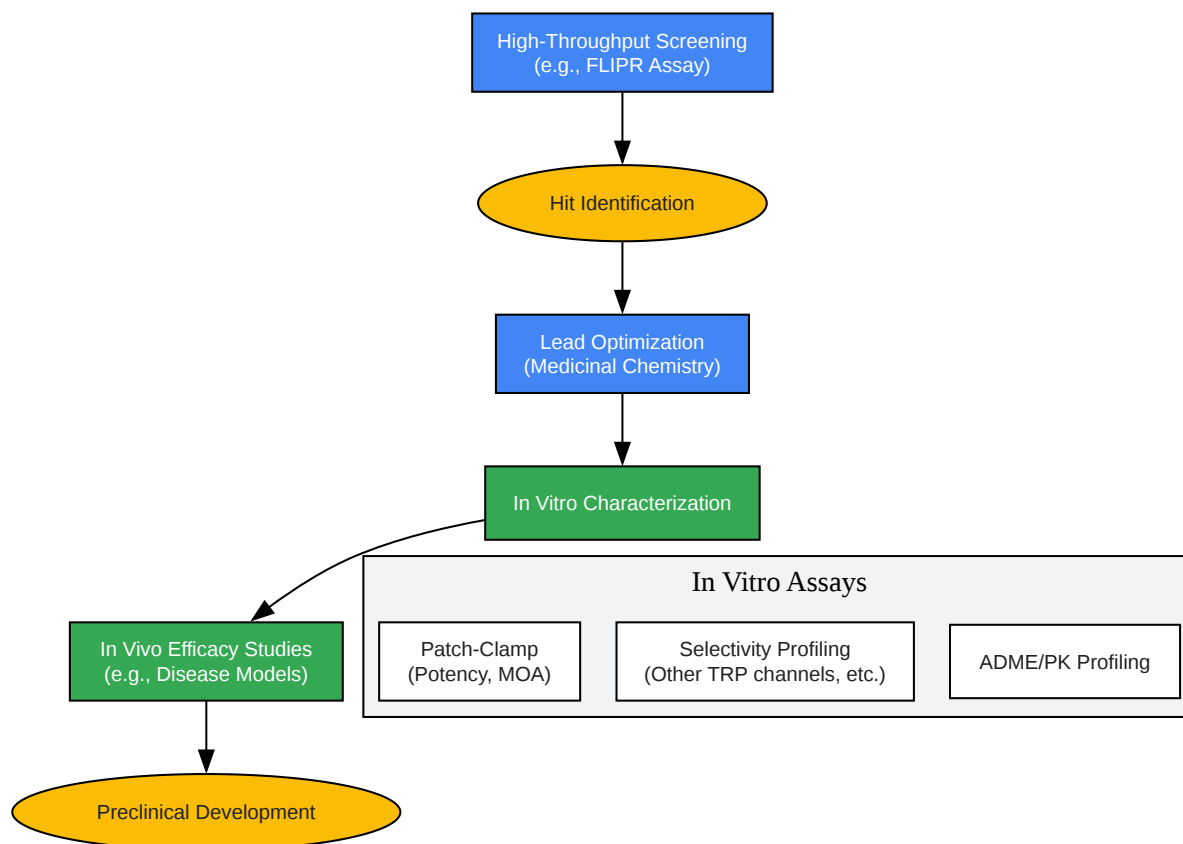 High-Throughput Screening
(e.g., FLIPR Assay)
Hit Identification
Lead Optimization
(Medicinal Chemistry)
In Vitro Characterization
In Vitro Assays
In Vivo Efficacy Studies
(e.g., Disease Models)
Patch-Clamp
(Potency, MOA)
Selectivity Profiling
(Other TRP channels, etc.)
ADME/PK Profiling
Preclinical Development